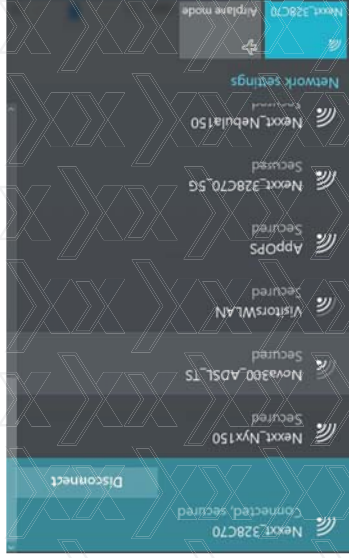 Nexxt_328C70
Connected, secured
Disconnect
Nexxt_Nyx150
Secured
Nova300_ADSL_TS
Secured
VisitorsWLAN
Secured
AppOPS
Secured
Nexxt_328C70_5G
Secured
Nexxt_Nebula150
Secured
Network settings
Nexxt_328C70
Airplane mode